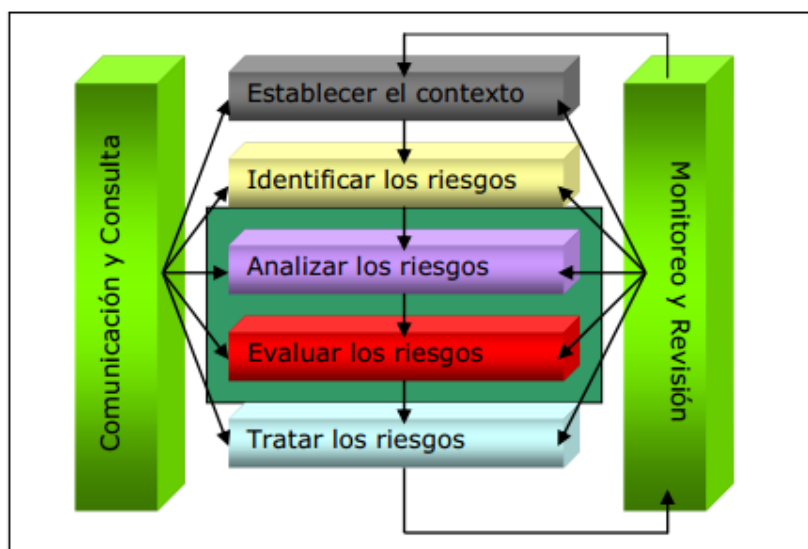 Comunicación y Consulta
Establecer el contexto
Identificar los riesgos
Analizar los riesgos
Evaluar los riesgos
Tratar los riesgos
Monitoreo y Revisión